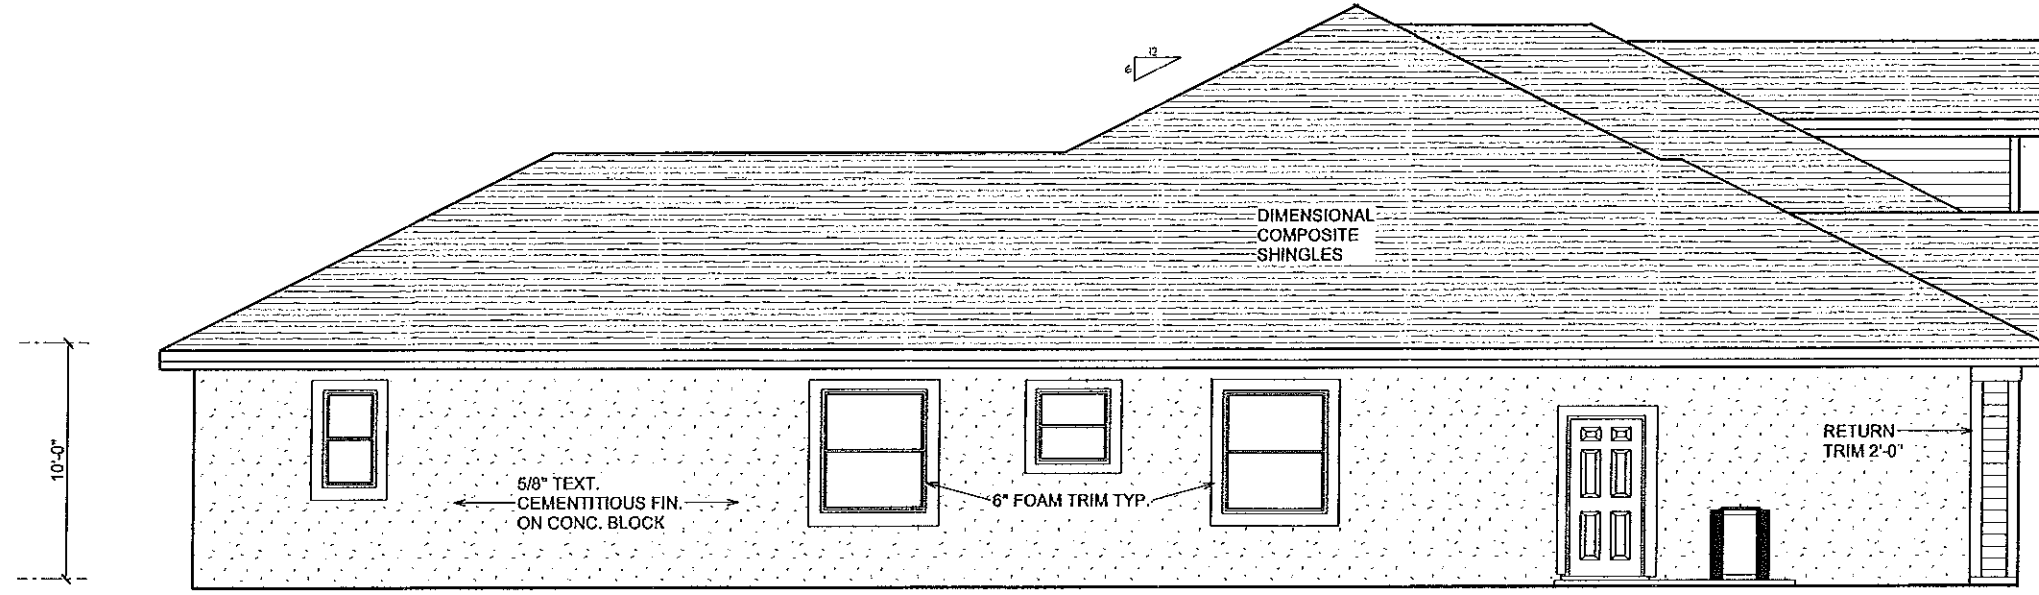 12
6
DIMENSIONAL
COMPOSITE
SHINGLES
10'-0"
5/8" TEXT.
CEMENTITIOUS FIN.
ON CONC. BLOCK
6" FOAM TRIM TYP.
RETURN
TRIM 2'-0"